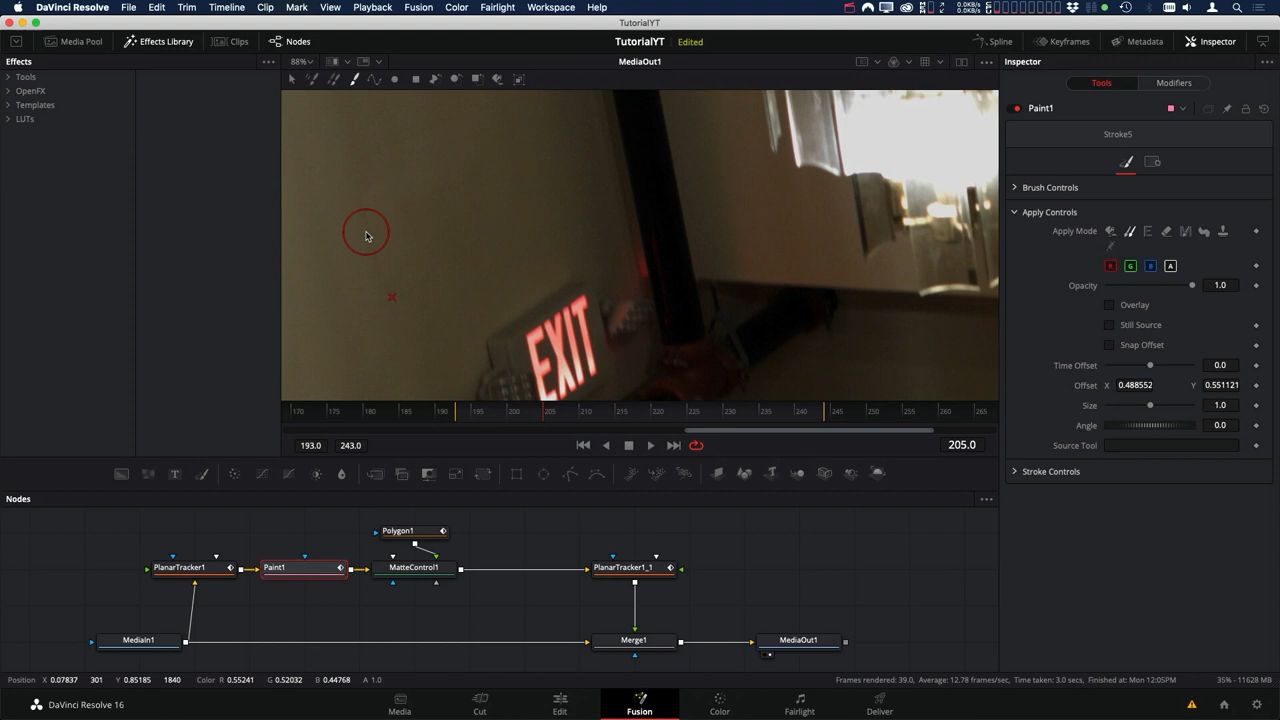 DaVinci Resolve File Edit Trim Timeline Clip Mark View Playback Fusion Color Fairlight Workspace Help
0.0KB/s
0.0KB/s
TutorialYT
Media Pool Effects Library Clips Nodes TutorialYT Edited Spline Keyframes Metadata Inspector
Effects 88% MediaOut1 Inspector
Tools
OpenFX
Templates
LUTs
Tools Modifiers
Paint1
Stroke5
Brush Controls
Apply Controls
Apply Mode
R G B A
Opacity 1.0
Overlay
Still Source
Snap Offset
Time Offset 0.0
Offset X 0.488552 Y 0.551121
Size 1.0
Angle 0.0
Source Tool
Stroke Controls
EXIT
170 175 180 185 190 195 200 205 210 215 220 225 230 235 240 245 250 255 260 265
193.0 243.0 205.0
Nodes
Polygon1
PlanarTracker1 Paint1 MatteControl1 PlanarTracker1_1
MediaIn1 Merge1 MediaOut1
Position X 0.07837 301 Y 0.85185 1840 Color R 0.55241 G 0.52032 B 0.44768 A 1.0 Frames rendered: 39.0, Average: 12.78 frames/sec, Time taken: 3.0 secs, Finished at: Mon 12:05PM 35% - 11628 MB
DaVinci Resolve 16 Media Cut Edit Fusion Color Fairlight Deliver